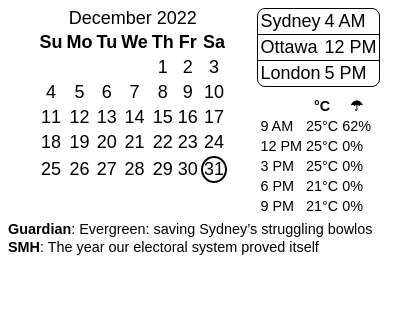 December 2022
Su Mo Tu We Th Fr Sa
1 2 3
4 5 6 7 8 9 10
11 12 13 14 15 16 17
18 19 20 21 22 23 24
25 26 27 28 29 30 31
Sydney 4 AM
Ottawa 12 PM
London 5 PM
°C ☂
9 AM 25°C 62%
12 PM 25°C 0%
3 PM 25°C 0%
6 PM 21°C 0%
9 PM 21°C 0%
Guardian: Evergreen: saving Sydney’s struggling bowlos
SMH: The year our electoral system proved itself